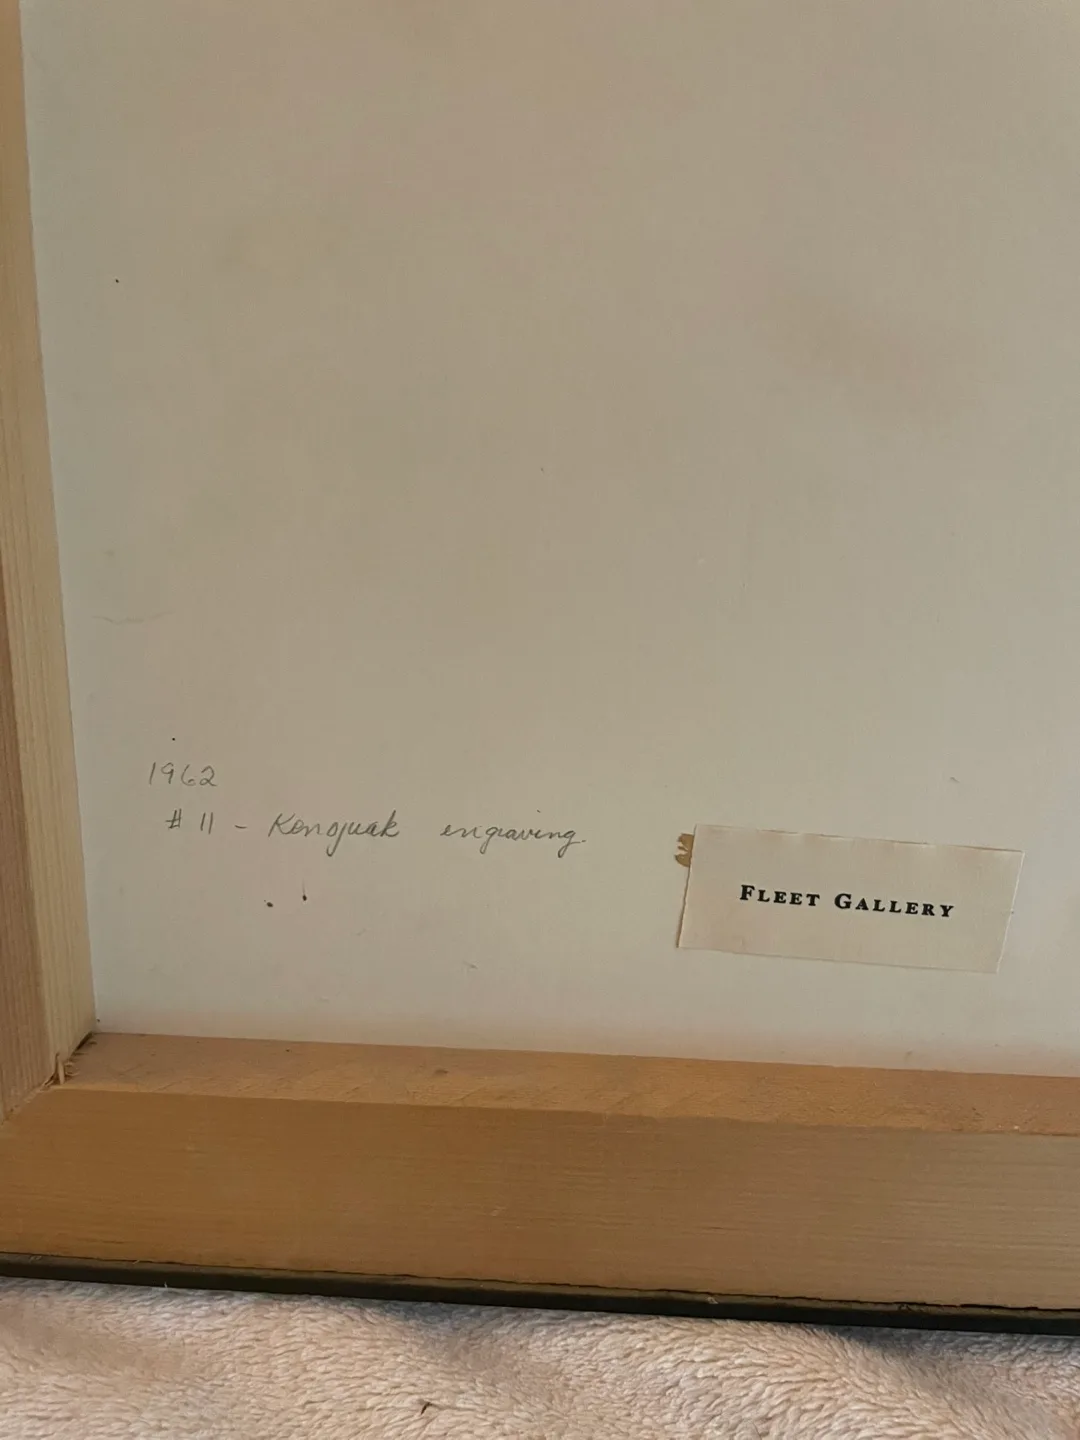 1962
# 11 - Kenojuak engraving.
FLEET GALLERY